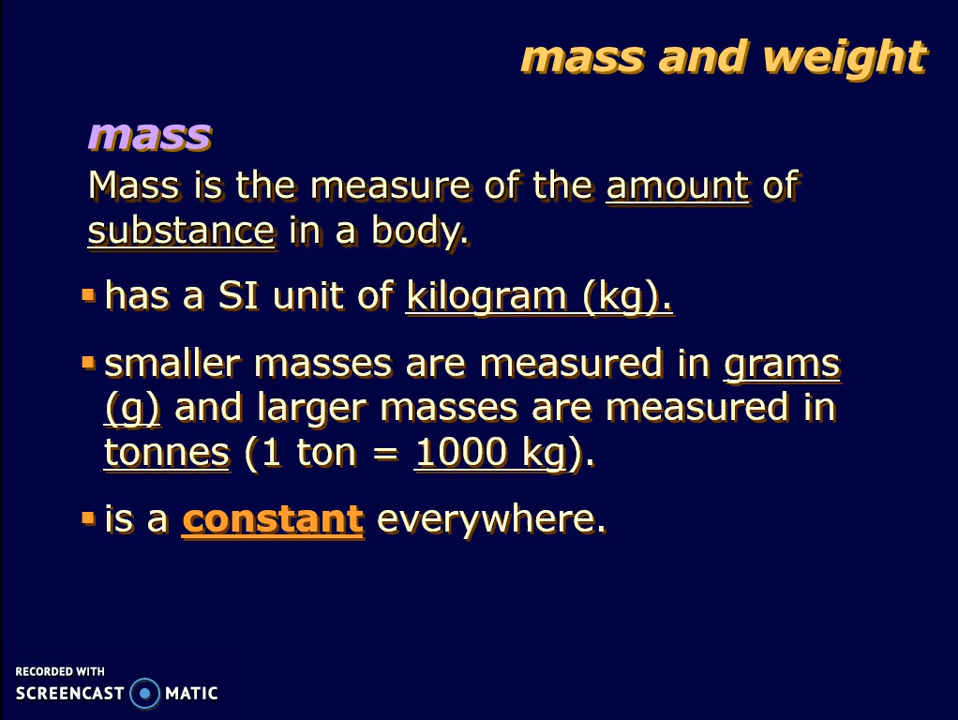 mass and weight
mass
Mass is the measure of the amount of
substance in a body.
▪ has a SI unit of kilogram (kg).
▪ smaller masses are measured in grams
(g) and larger masses are measured in
tonnes (1 ton = 1000 kg).
▪ is a constant everywhere.
RECORDED WITH
SCREENCAST MATIC